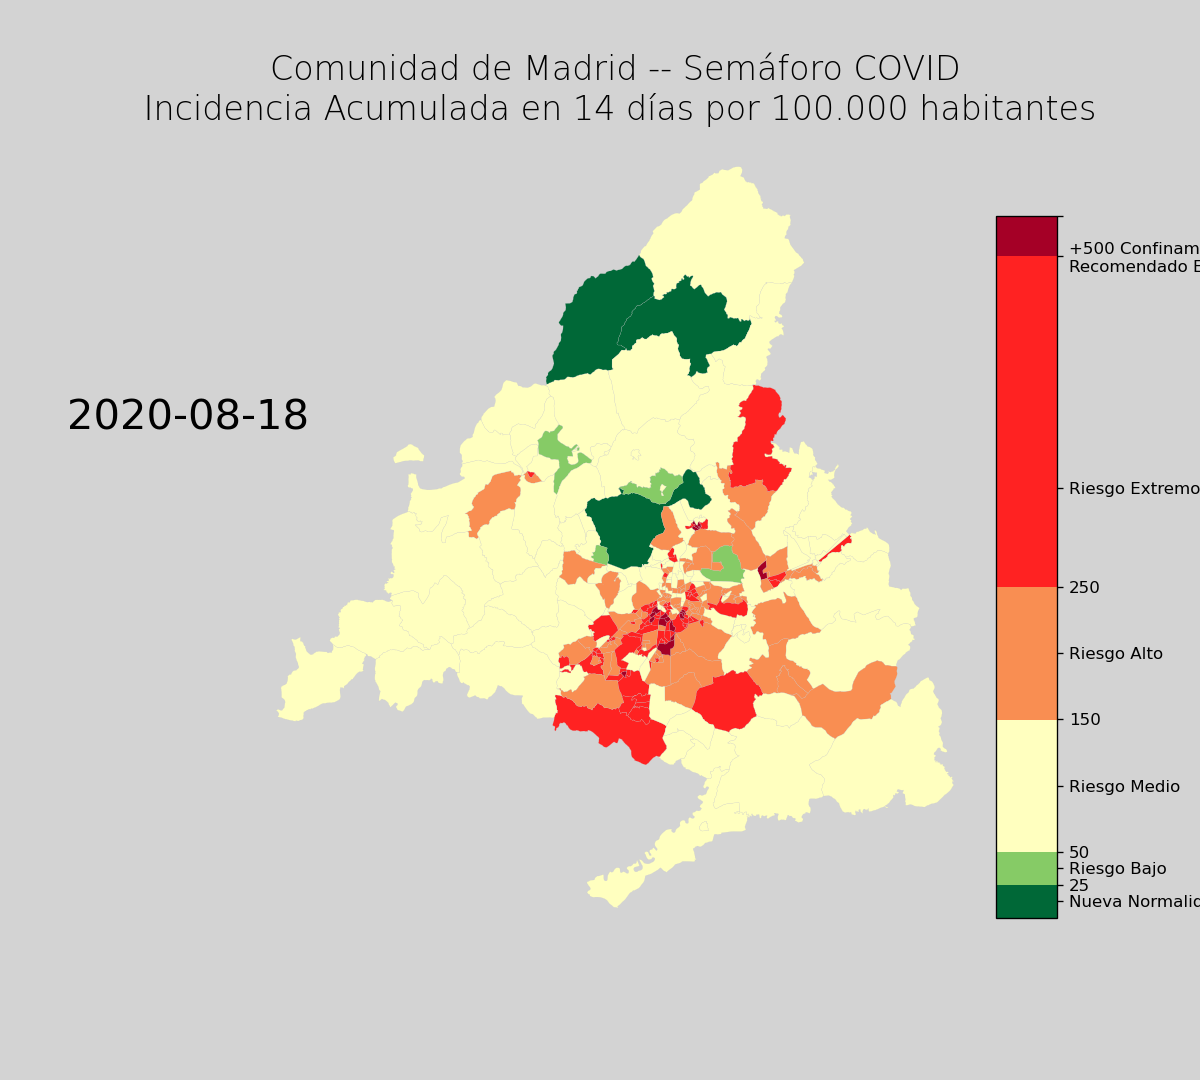 Comunidad de Madrid -- Semáforo COVID
Incidencia Acumulada en 14 días por 100.000 habitantes
2020-08-18
+500 Confinam
Recomendado E
Riesgo Extremo
250
Riesgo Alto
150
Riesgo Medio
50
Riesgo Bajo
25
Nueva Normalid